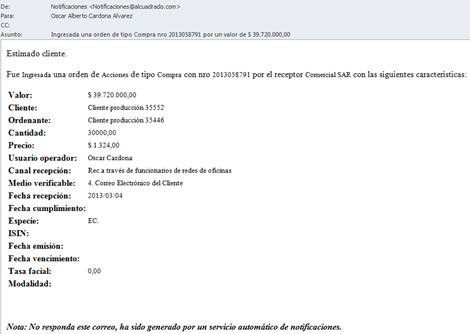 De: Notificaciones <Notificaciones@alcuadrado.com>
Para: Oscar Alberto Cardona Alvarez
CC:
Asunto: Ingresada una orden de tipo Compra nro 2013058791 por un valor de $ 39.720.000,00
Estimado cliente.
Fue Ingresada una orden de Acciones de tipo Compra con nro 2013058791 por el receptor Comercial SAR con las siguientes características:
Valor: $ 39.720.000,00
Cliente: Cliente producción 35552
Ordenante: Cliente producción 35446
Cantidad: 30000,00
Precio: $ 1.324,00
Usuario operador: Oscar Cardona
Canal recepción: Rec.a través de funcionarios de redes de oficinas
Medio verificable: 4. Correo Electrónico del Cliente
Fecha recepción: 2013/03/04
Fecha cumplimiento:
Especie: EC.
ISIN:
Fecha emisión:
Fecha vencimiento:
Tasa facial: 0,00
Modalidad:
Nota: No responda este correo, ha sido generado por un servicio automático de notificaciones.